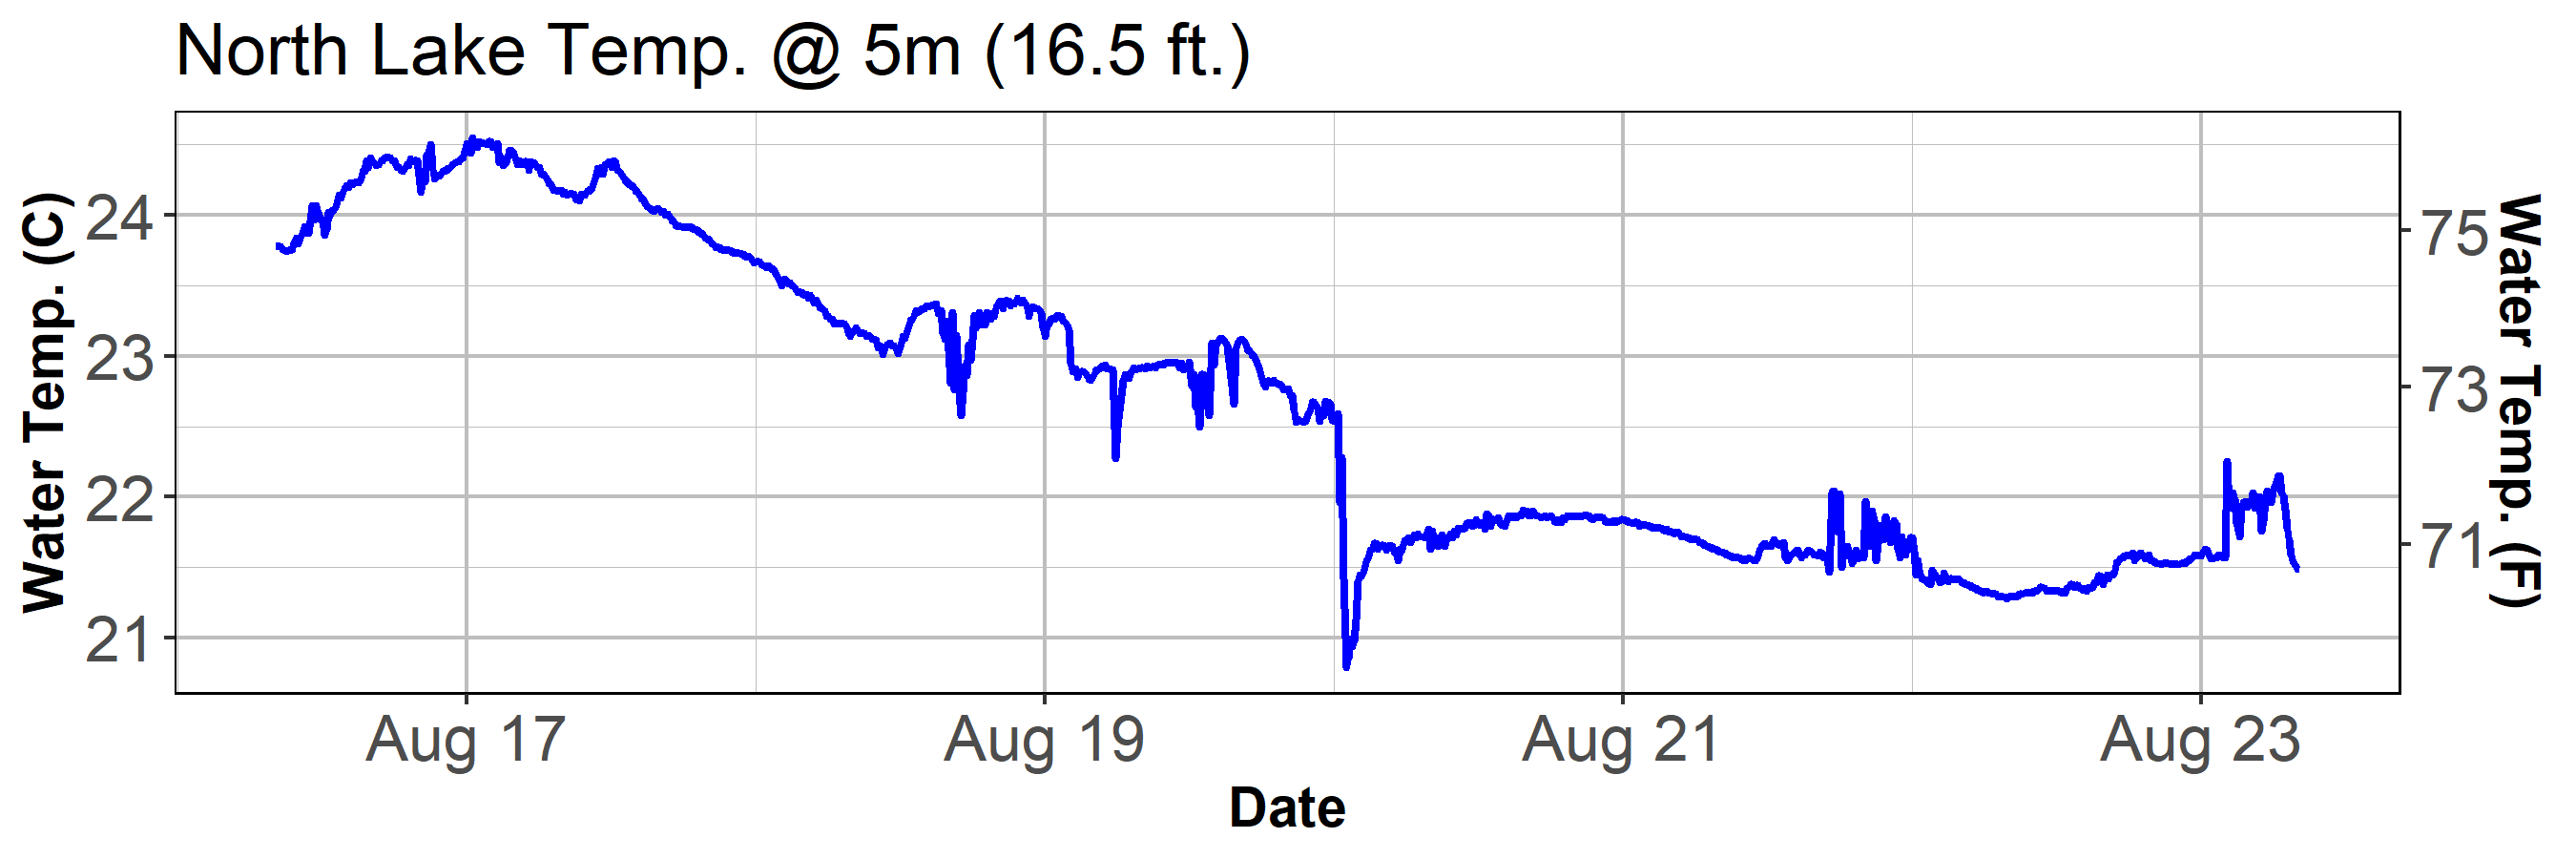 North Lake Temp. @ 5m (16.5 ft.)
Water Temp. (C)
24
23
22
21
75
73
71
Water Temp. (F)
Aug 17 Aug 19 Aug 21 Aug 23
Date